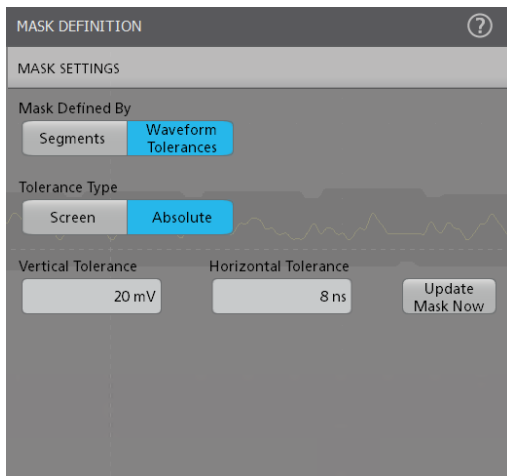 MASK DEFINITION ?
MASK SETTINGS
Mask Defined By
Segments
Waveform
Tolerances
Tolerance Type
Screen Absolute
Vertical Tolerance Horizontal Tolerance
20 mV 8 ns
Update
Mask Now